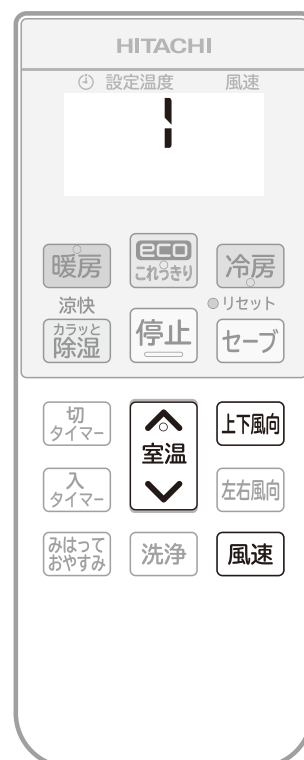 HITACHI
設定温度 風速
1
暖房 eco これっきり 冷房
涼快 リセット
カラッと 除湿 停止 セーブ
切 タイマー 室温 上下風向
入 タイマー 左右風向
みはって おやすみ 洗浄 風速